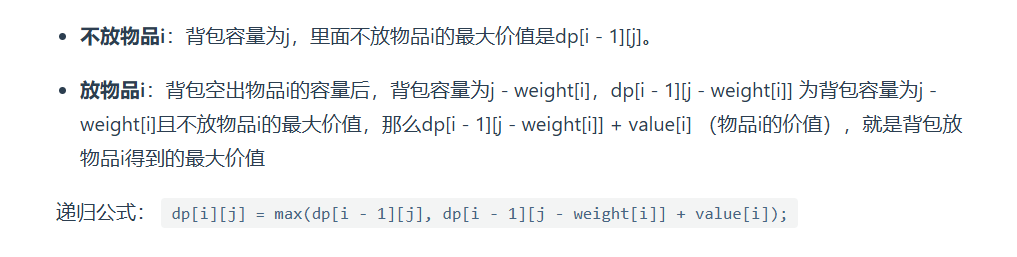 不放物品i：背包容量为j，里面不放物品i的最大价值是dp[i - 1][j]。
放物品i：背包空出物品i的容量后，背包容量为j - weight[i]，dp[i - 1][j - weight[i]] 为背包容量为j -
weight[i]且不放物品i的最大价值，那么dp[i - 1][j - weight[i]] + value[i] （物品i的价值），就是背包放
物品i得到的最大价值
递归公式： dp[i][j] = max(dp[i - 1][j], dp[i - 1][j - weight[i]] + value[i]);